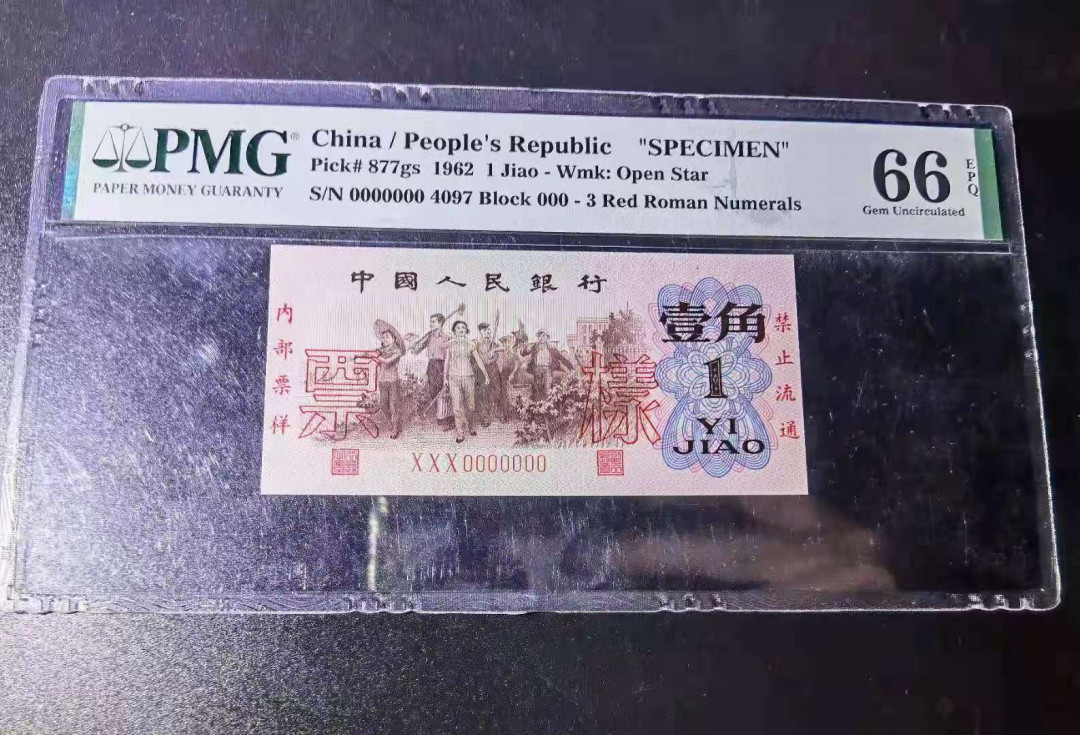 PMG®
PAPER MONEY GUARANTY
China / People's Republic "SPECIMEN"
Pick# 877gs 1962 1 Jiao - Wmk: Open Star
S/N 0000000 4097 Block 000 - 3 Red Roman Numerals
66
EPQ
Gem Uncirculated
中國人民銀行
内部票样
票
樣
壹角
1
YI
JIAO
禁止流通
XXX0000000